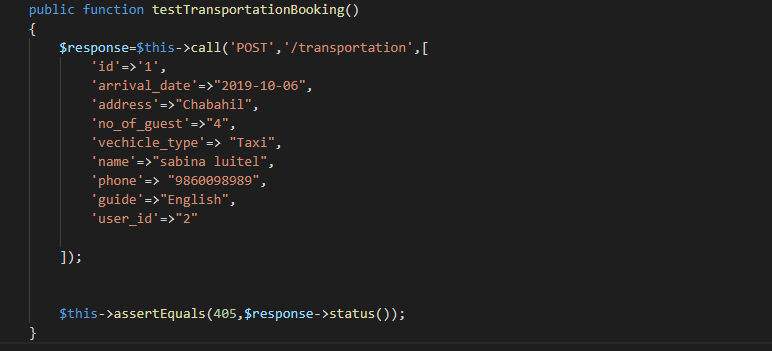 public function testTransportationBooking()
{
$response=$this->call('POST','/transportation',[
'id'=>'1',
'arrival_date'=>"2019-10-06",
'address'=>"Chabahil",
'no_of_guest'=>"4",
'vechicle_type'=> "Taxi",
'name'=>"sabina luitel",
'phone'=> "9860098989",
'guide'=>"English",
'user_id'=>"2"
]);
$this->assertEquals(405,$response->status());
}